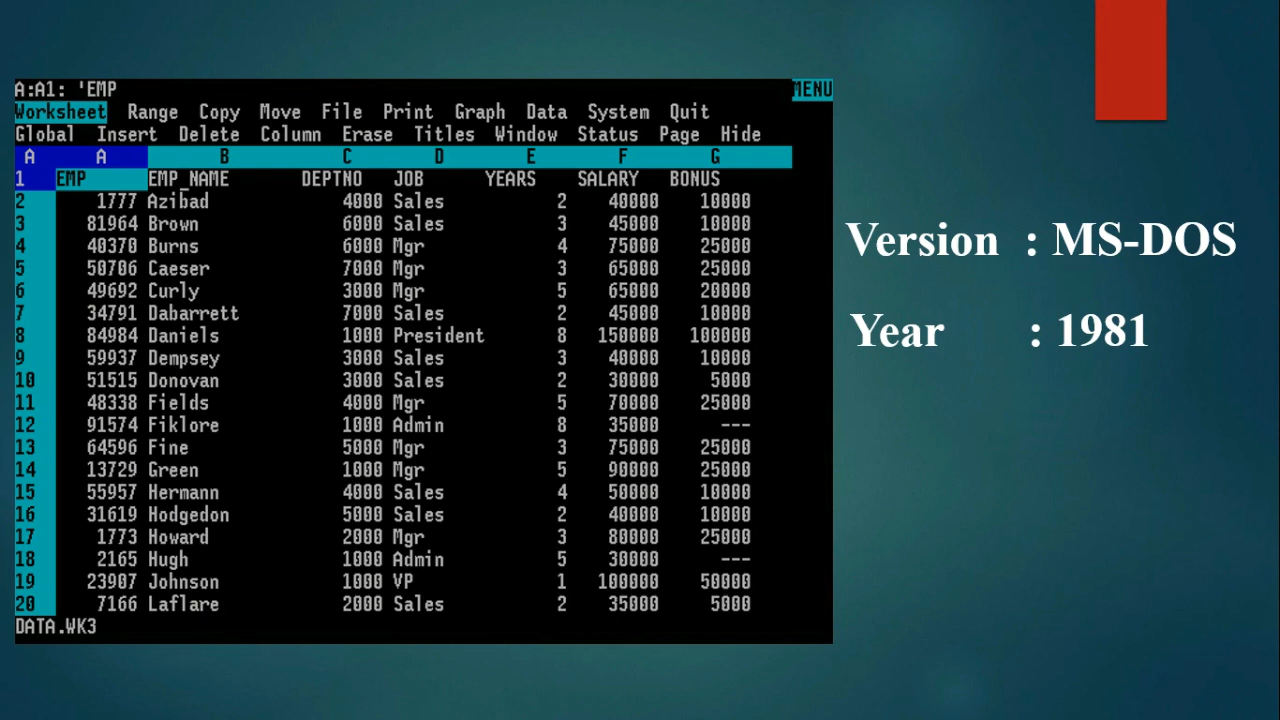 A:A1: 'EMP MENU
Worksheet Range Copy Move File Print Graph Data System Quit
Global Insert Delete Column Erase Titles Window Status Page Hide
A A B C D E F G
1 EMP EMP_NAME DEPTNO JOB YEARS SALARY BONUS
2 1777 Azibad 4000 Sales 2 40000 10000
3 81964 Brown 6000 Sales 3 45000 10000
4 40370 Burns 6000 Mgr 4 75000 25000
5 50706 Caeser 7000 Mgr 3 65000 25000
6 49692 Curly 3000 Mgr 5 65000 20000
7 34791 Dabarrett 7000 Sales 2 45000 10000
8 84984 Daniels 1000 President 8 150000 100000
9 59937 Dempsey 3000 Sales 3 40000 10000
10 51515 Donovan 3000 Sales 2 30000 5000
11 48338 Fields 4000 Mgr 5 70000 25000
12 91574 Fiklore 1000 Admin 8 35000 ---
13 64596 Fine 5000 Mgr 3 75000 25000
14 13729 Green 1000 Mgr 5 90000 25000
15 55957 Hermann 4000 Sales 4 50000 10000
16 31619 Hodgedon 5000 Sales 2 40000 10000
17 1773 Howard 2000 Mgr 3 80000 25000
18 2165 Hugh 1000 Admin 5 30000 ---
19 23907 Johnson 1000 VP 1 100000 50000
20 7166 Laflare 2000 Sales 2 35000 5000
DATA.WK3
Version : MS-DOS
Year : 1981